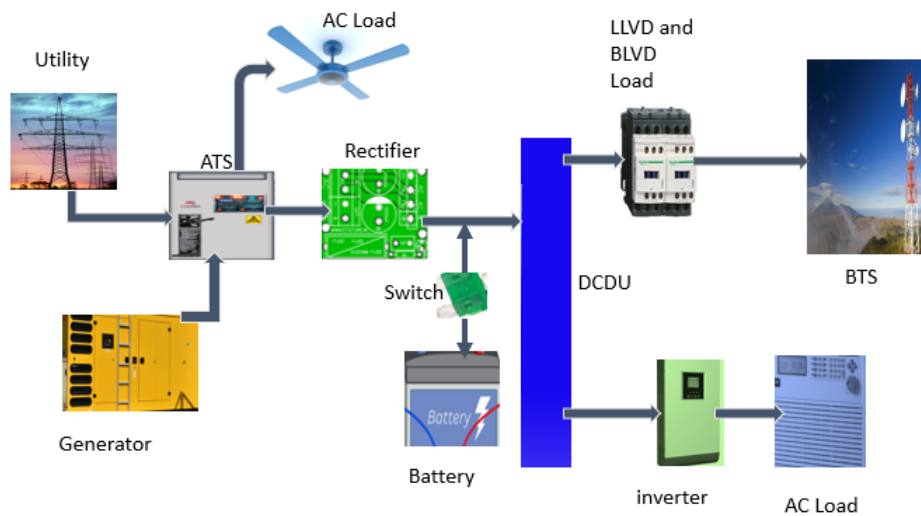 AC Load
LLVD and
BLVD
Load
Utility
ATS
Rectifier
Switch
DCDU
BTS
Battery
Generator
Battery
inverter
AC Load